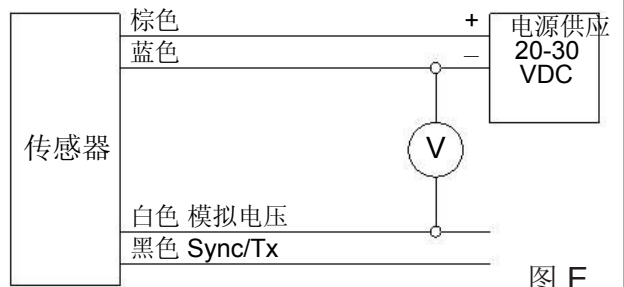 棕色
+
电源供应
20-30
VDC
蓝色
–
传感器
V
白色 模拟电压
黑色 Sync/Tx
图 F